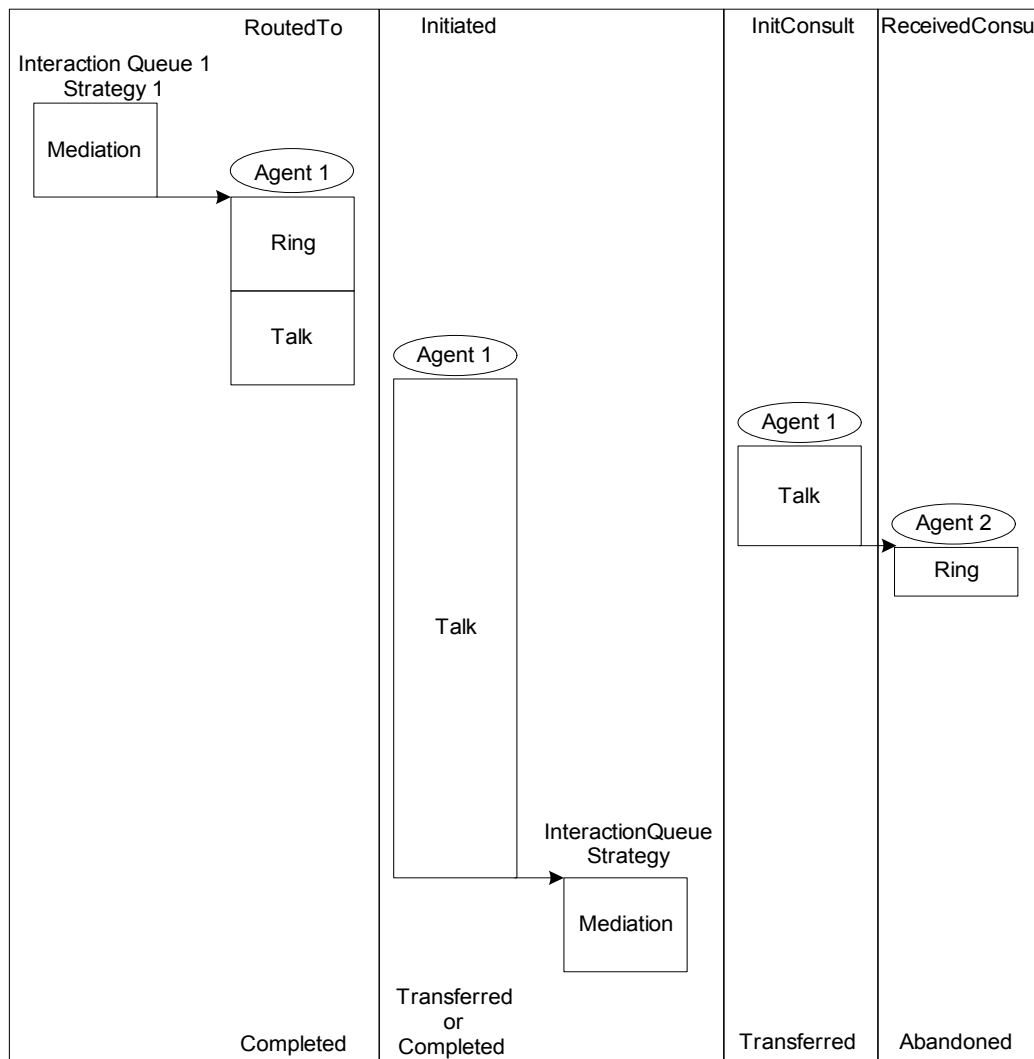 RoutedTo
Initiated
InitConsult
ReceivedConsu
Interaction Queue 1
Strategy 1
Mediation
Agent 1
Ring
Talk
Agent 1
Talk
Agent 1
Talk
Agent 2
Ring
InteractionQueue
Strategy
Mediation
Completed
Transferred
or
Completed
Transferred
Abandoned